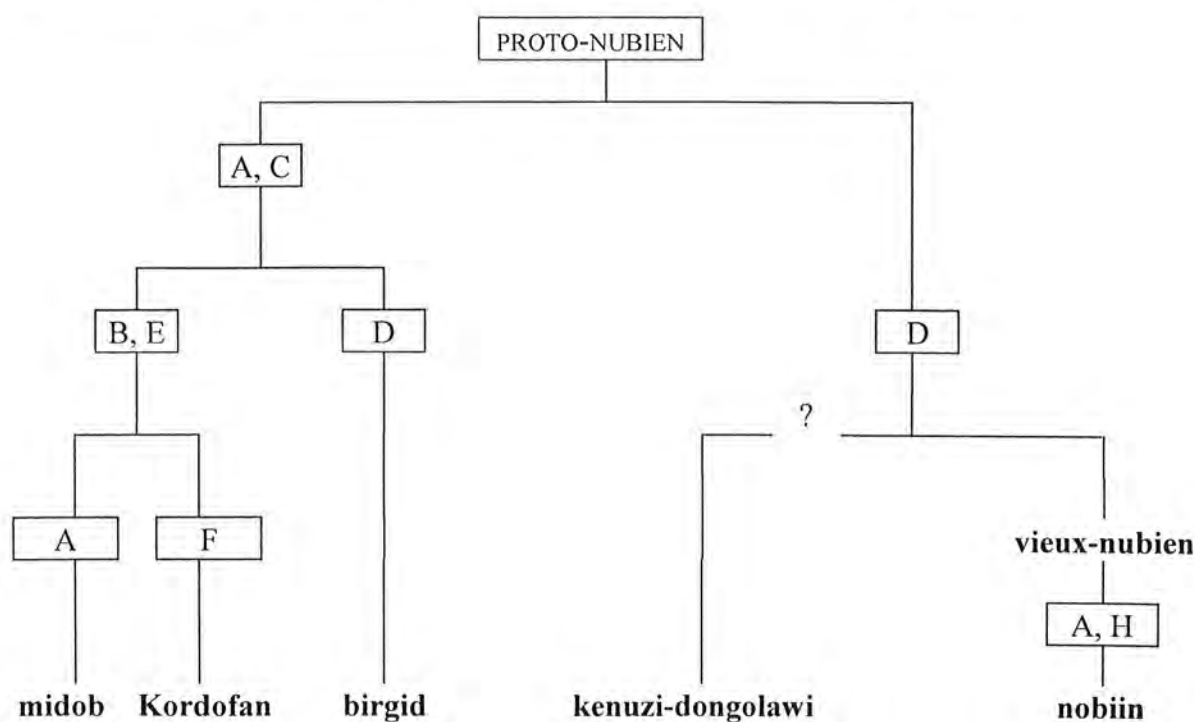 PROTO-NUBIEN
A, C
B, E
D
D
?
A
F
vieux-nubien
A, H
midob
Kordofan
birgid
kenuzi-dongolawi
nobiin